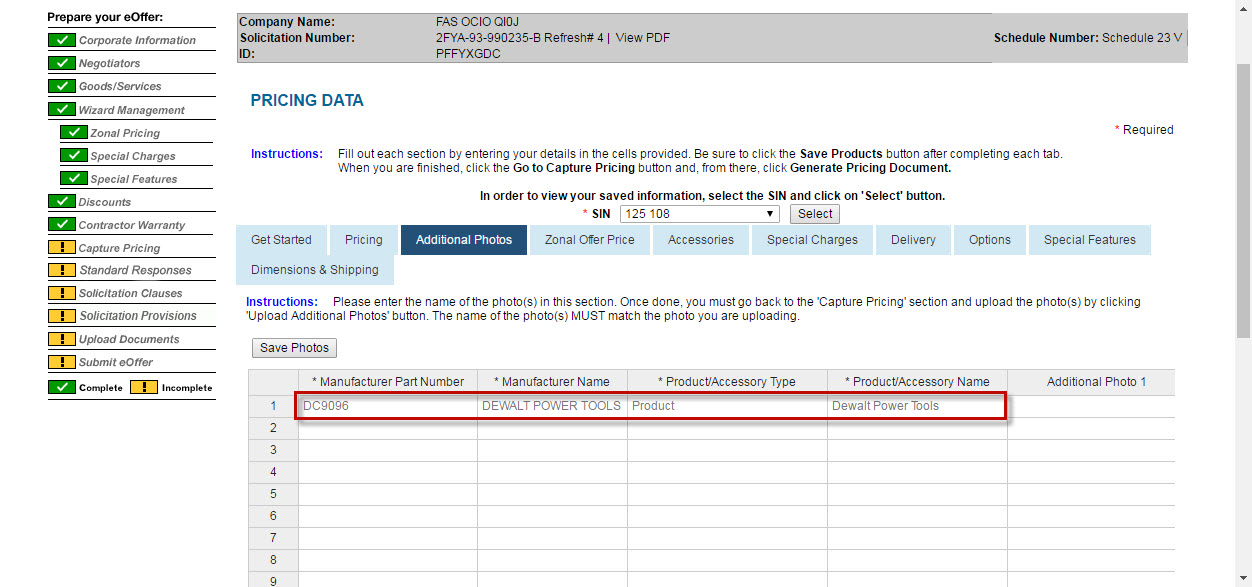 Prepare your eOffer:
Corporate Information
Negotiators
Goods/Services
Wizard Management
Zonal Pricing
Special Charges
Special Features
Discounts
Contractor Warranty
Capture Pricing
Standard Responses
Solicitation Clauses
Solicitation Provisions
Upload Documents
Submit eOffer
Complete Incomplete
Company Name: FAS OCIO QI0J
Solicitation Number: 2FYA-93-990235-B Refresh# 4 | View PDF Schedule Number: Schedule 23 V
ID: PFFYXGDC
PRICING DATA
* Required
Instructions: Fill out each section by entering your details in the cells provided. Be sure to click the Save Products button after completing each tab.
When you are finished, click the Go to Capture Pricing button and, from there, click Generate Pricing Document.
In order to view your saved information, select the SIN and click on 'Select' button.
* SIN 125 108 Select
Get Started Pricing Additional Photos Zonal Offer Price Accessories Special Charges Delivery Options Special Features
Dimensions & Shipping
Instructions: Please enter the name of the photo(s) in this section. Once done, you must go back to the 'Capture Pricing' section and upload the photo(s) by clicking
'Upload Additional Photos' button. The name of the photo(s) MUST match the photo you are uploading.
Save Photos
* Manufacturer Part Number * Manufacturer Name * Product/Accessory Type * Product/Accessory Name Additional Photo 1
1 DC9096 DEWALT POWER TOOLS Product Dewalt Power Tools
2
3
4
5
6
7
8
9